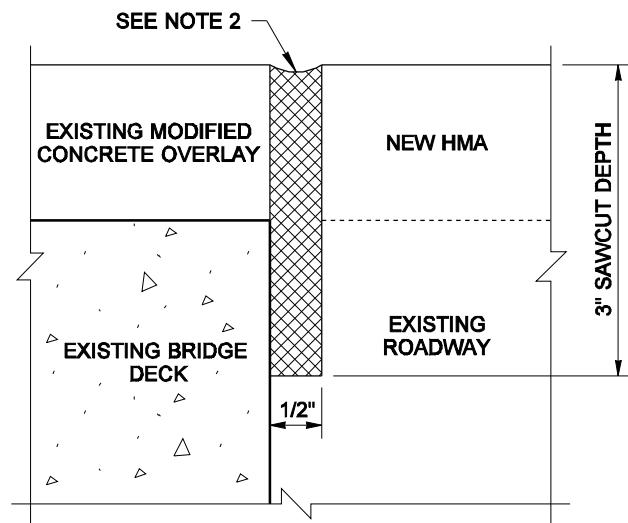 SEE NOTE 2
EXISTING MODIFIED
CONCRETE OVERLAY
NEW HMA
3" SAWCUT DEPTH
EXISTING BRIDGE
DECK
EXISTING
ROADWAY
1/2"